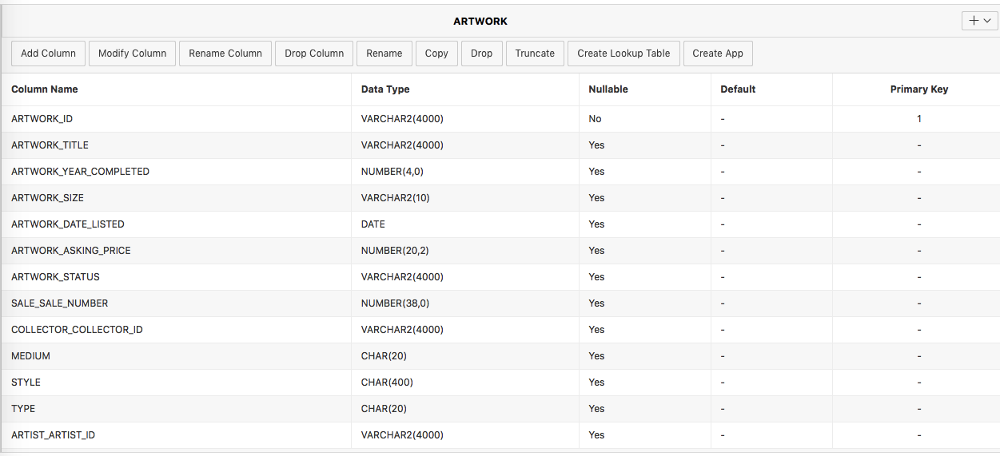 ARTWORK
Add Column Modify Column Rename Column Drop Column Rename Copy Drop Truncate Create Lookup Table Create App
Column Name Data Type Nullable Default Primary Key
ARTWORK_ID VARCHAR2(4000) No - 1
ARTWORK_TITLE VARCHAR2(4000) Yes - -
ARTWORK_YEAR_COMPLETED NUMBER(4,0) Yes - -
ARTWORK_SIZE VARCHAR2(10) Yes - -
ARTWORK_DATE_LISTED DATE Yes - -
ARTWORK_ASKING_PRICE NUMBER(20,2) Yes - -
ARTWORK_STATUS VARCHAR2(4000) Yes - -
SALE_SALE_NUMBER NUMBER(38,0) Yes - -
COLLECTOR_COLLECTOR_ID VARCHAR2(4000) Yes - -
MEDIUM CHAR(20) Yes - -
STYLE CHAR(400) Yes - -
TYPE CHAR(20) Yes - -
ARTIST_ARTIST_ID VARCHAR2(4000) Yes - -